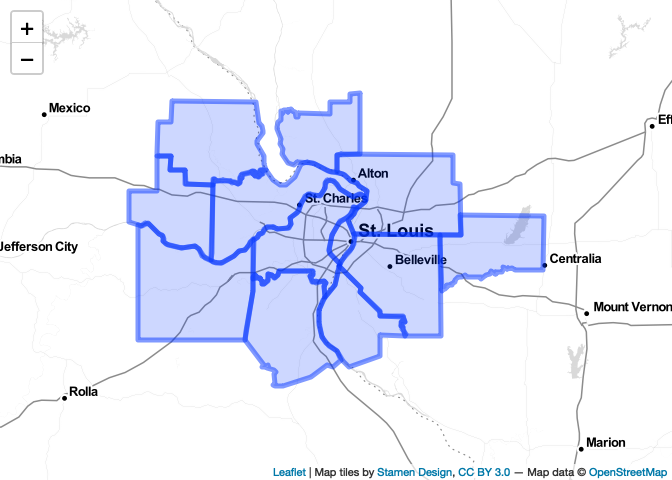 +
−
Mexico
Eff
mbia
Alton
St. Charles
St. Louis
Jefferson City
Belleville
Centralia
Mount Vernon
Rolla
Marion
Leaflet | Map tiles by Stamen Design, CC BY 3.0 — Map data © OpenStreetMap